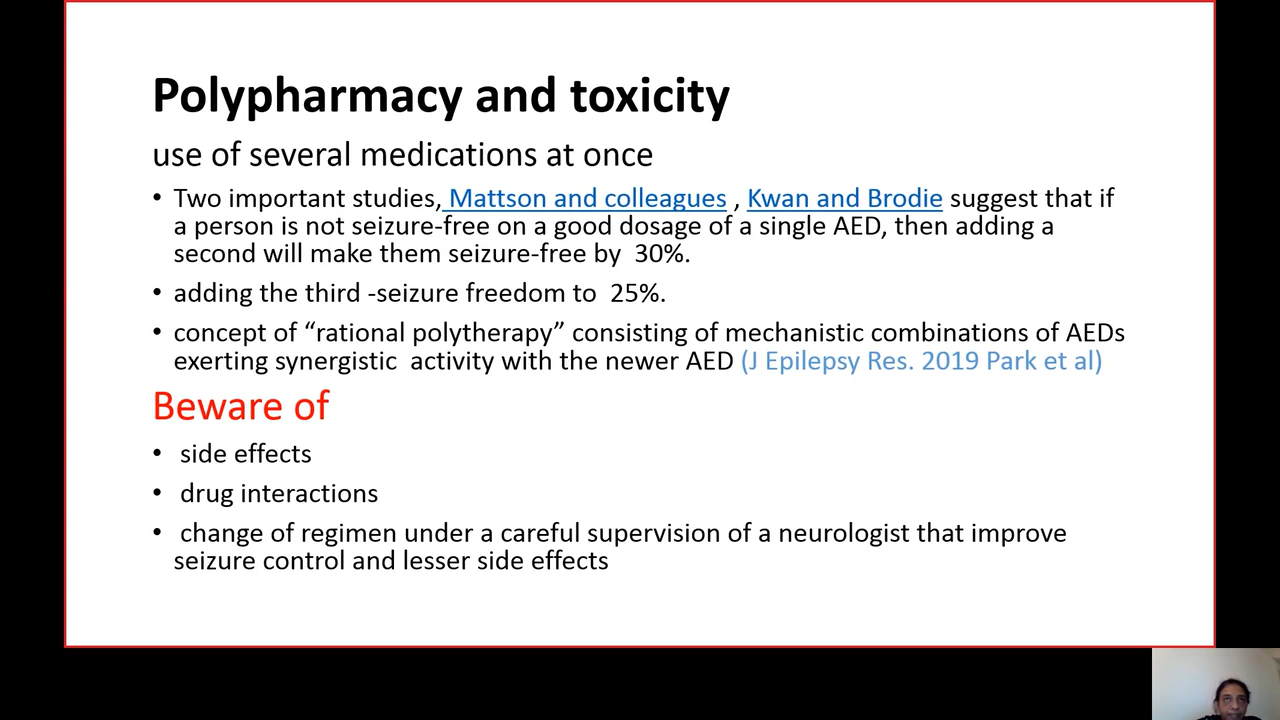 Polypharmacy and toxicity
use of several medications at once
• Two important studies, Mattson and colleagues , Kwan and Brodie suggest that if
a person is not seizure-free on a good dosage of a single AED, then adding a
second will make them seizure-free by 30%.
• adding the third -seizure freedom to 25%.
• concept of “rational polytherapy” consisting of mechanistic combinations of AEDs
exerting synergistic activity with the newer AED (J Epilepsy Res. 2019 Park et al)
Beware of
• side effects
• drug interactions
• change of regimen under a careful supervision of a neurologist that improve
seizure control and lesser side effects